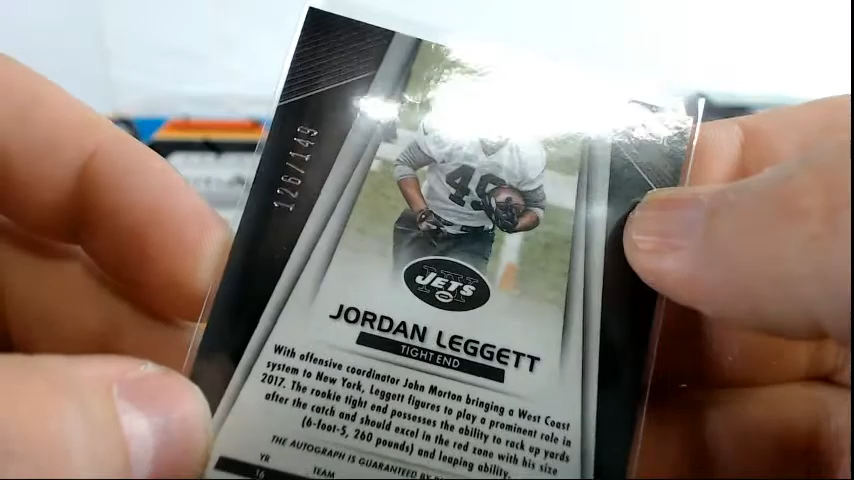 126/149
49
NY
JETS
JORDAN LEGGETT
TIGHT END
With offensive coordinator John Morton bringing a West Coast
system to New York, Leggett figures to play a prominent role in
2017. The rookie tight end possesses the ability to rack up yards
after the catch and should excel in the red zone with his size
(6-foot-5, 260 pounds) and leaping ability.
THE AUTOGRAPH IS GUARANTEED BY
YR TEAM
16